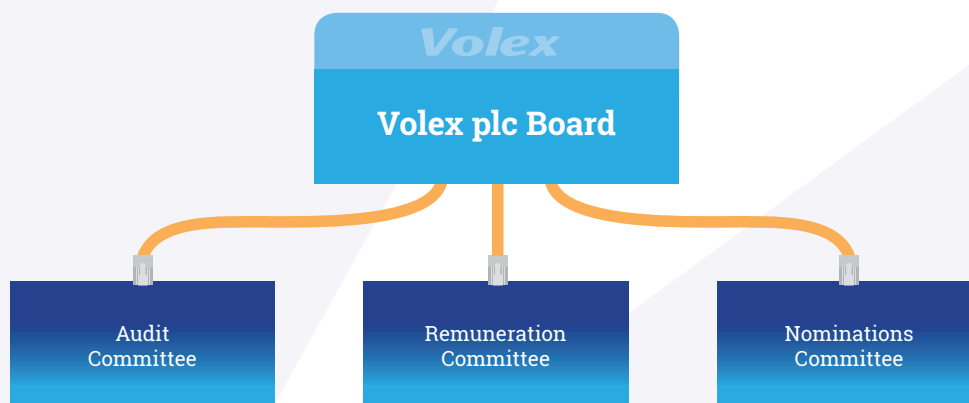 Volex
Volex plc Board
Audit
Committee
Remuneration
Committee
Nominations
Committee